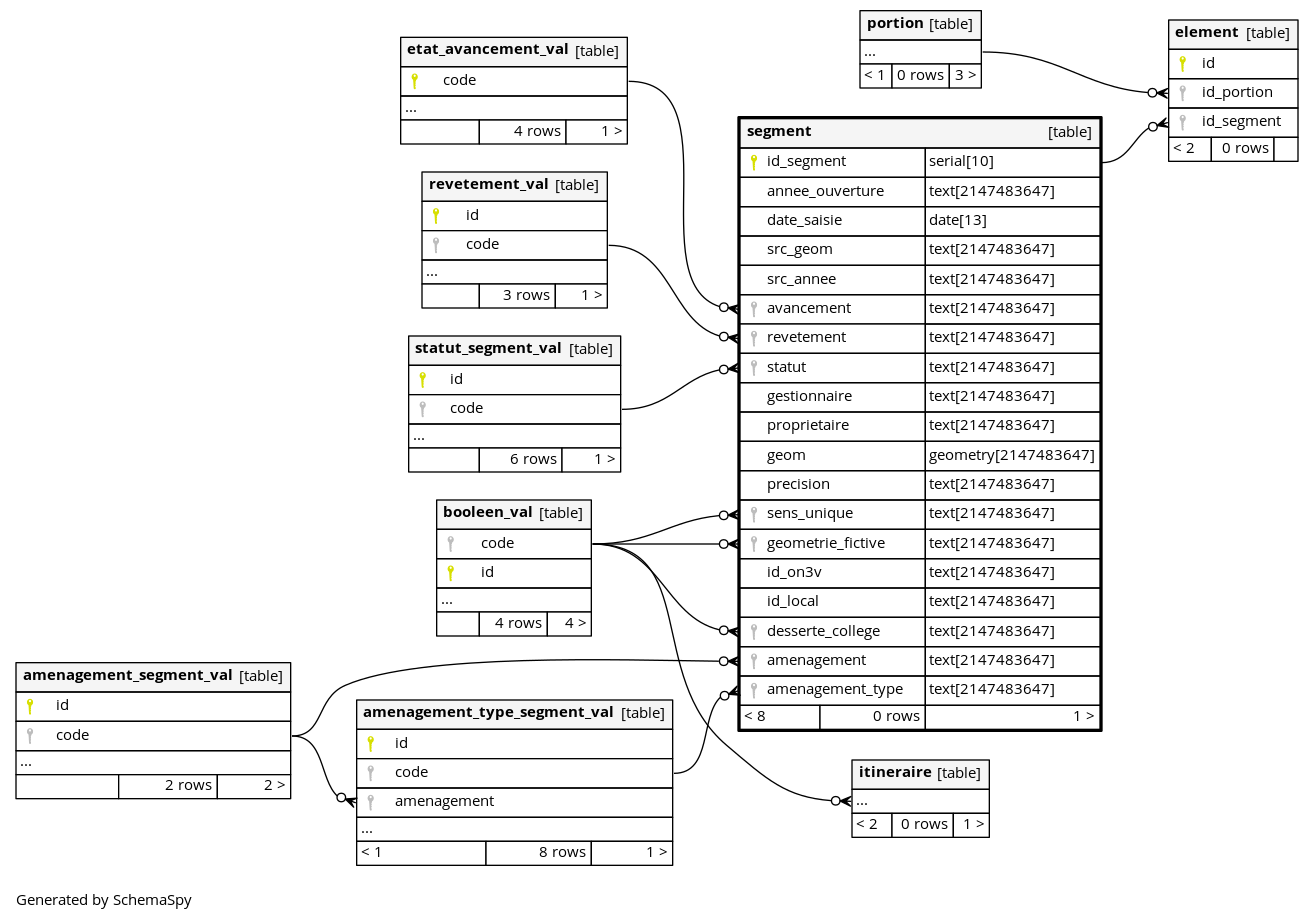 etat_avancement_val [table]
code
...
4 rows 1 >
revetement_val [table]
id
code
...
3 rows 1 >
statut_segment_val [table]
id
code
...
6 rows 1 >
booleen_val [table]
code
id
...
4 rows 4 >
amenagement_segment_val [table]
id
code
...
2 rows 2 >
amenagement_type_segment_val [table]
id
code
amenagement
...
< 1 8 rows 1 >
portion [table]
...
< 1 0 rows 3 >
segment [table]
id_segment serial[10]
annee_ouverture text[2147483647]
date_saisie date[13]
src_geom text[2147483647]
src_annee text[2147483647]
avancement text[2147483647]
revetement text[2147483647]
statut text[2147483647]
gestionnaire text[2147483647]
proprietaire text[2147483647]
geom geometry[2147483647]
precision text[2147483647]
sens_unique text[2147483647]
geometrie_fictive text[2147483647]
id_on3v text[2147483647]
id_local text[2147483647]
desserte_college text[2147483647]
amenagement text[2147483647]
amenagement_type text[2147483647]
< 8 0 rows 1 >
element [table]
id
id_portion
id_segment
< 2 0 rows
itineraire [table]
...
< 2 0 rows 1 >
Generated by SchemaSpy